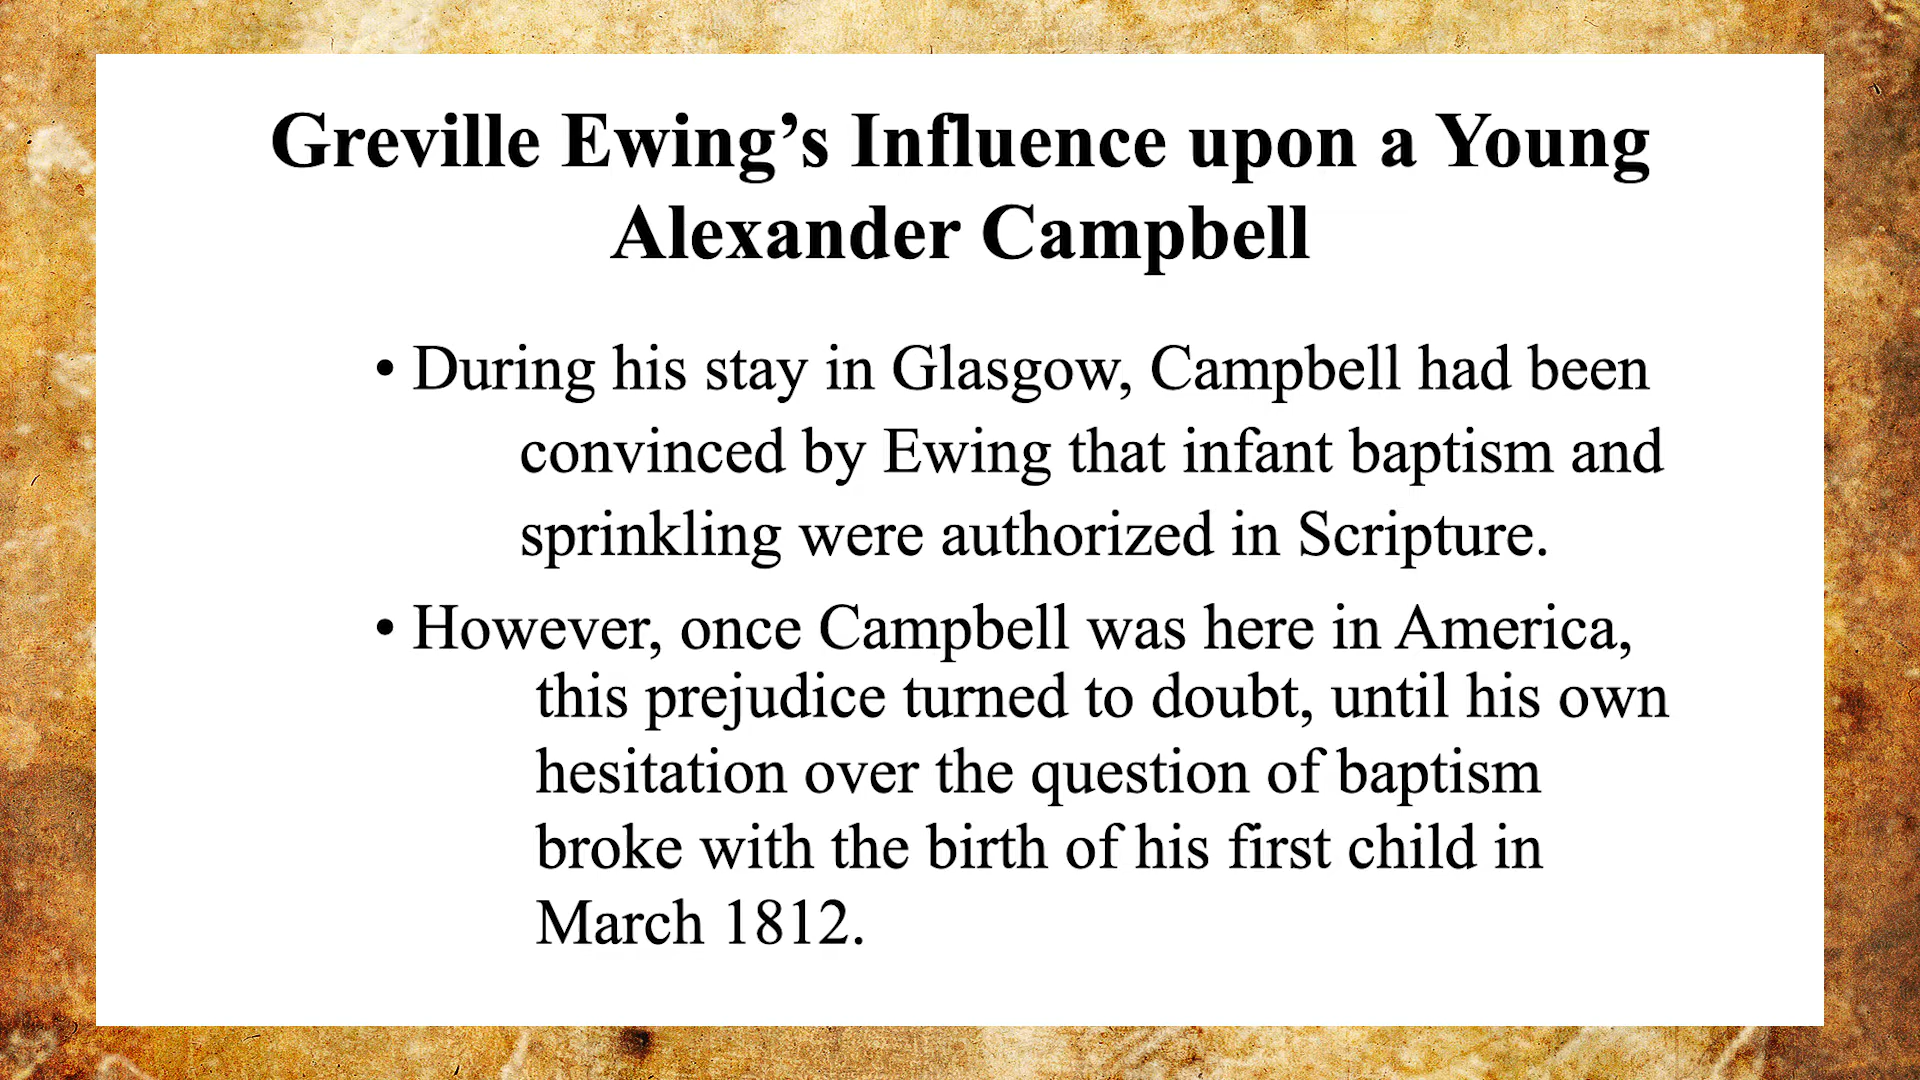 Greville Ewing’s Influence upon a Young
Alexander Campbell
• During his stay in Glasgow, Campbell had been
convinced by Ewing that infant baptism and
sprinkling were authorized in Scripture.
• However, once Campbell was here in America,
this prejudice turned to doubt, until his own
hesitation over the question of baptism
broke with the birth of his first child in
March 1812.